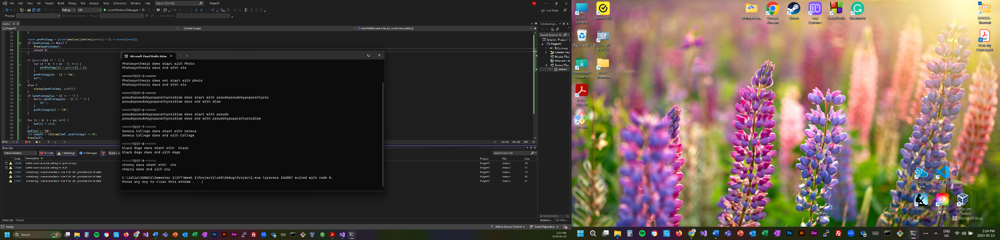 File Edit View Git Project Build Debug Test Analyze Tools Extensions Window Help Search (Ctrl+Q) Project1 JA
Debug x64 Local Windows Debugger Live Share
Process: Lifecycle Events Thread: Stack Frame:
main.c
Project1 (Global Scope) startsWith(const char s[], const char prefix[])
19 }
20
21 char* preFixCopy = (char*)malloc((strlen(prefix) + 1) * sizeof(char));
22 if (preFixCopy == NULL) {
23 free(prefixCopy);
24 return 0;
25 }
26
27 if (prefix[0] == ' ') {
28 for (i = 0; i < sz - 1; i++) {
29 preFixCopy[i] = prefix[i + 1];
30 }
31 preFixCopy[sz - 1] = '\0';
32 sz--;
33 }
34 else {
35 strcpy(preFixCopy, prefix);
36 }
37 if (preFixCopy[sz - 1] == ' ') {
38 while (preFixCopy[sz - 1] == ' ') {
39 sz--;
40 }
41 preFixCopy[sz] = '\0';
42 }
43
44 for (i = 0; i < sz; i++) {
45 buf[i] = s[i];
46 }
47 buf[sz] = '\0';
48 int result = (strcmp(buf, preFixCopy) == 0);
49 free(buf);
93 % 0 2 Ln: 24 Ch: 18 SPC LF
Microsoft Visual Studio Debu
Photosynthesis does start with Photo
Photosynthesis does end with sis
=====TEST-3-=====
Photosynthesis does not start with photo
Photosynthesis does end with sis
=====TEST-5-=====
pseudopseudohypoparathyroidism does start with pseudopseudohypoparathyroi
pseudopseudohypoparathyroidism does end with dism
=====TEST-6-=====
pseudopseudohypoparathyroidism does start with pseudo
pseudopseudohypoparathyroidism does end with pseudohypoparathyroidism
=====TEST-7-=====
Seneca College does start with Seneca
Seneca College does end with College
=====TEST-8-=====
black dogs does start with  black
black dogs does end with dogs
=====TEST-9-=====
cherry does start with  che
cherry does end with rry
C:\Julia\SENECA\Semester 2\SFT\Week 1\Project1\x64\Debug\Project1.exe (process 14200) exited with code 0.
Press any key to close this window . . .
Solution Expl...
Search Solution Ex
Solution 'Project1' (
Project1
References
External Dep
Header Files
Resource File
Source Files
main.c
Solution... Git Chan...
Error List
Entire Solution 0 Errors 5 Warnings 0 Messages Build + In Search Error List
Code Description Project File Line
C6386 Buffer overrun while writing to 'preFixCopy'. Project1 main.c 29
C6386 Buffer overrun while writing to 'buf'. Project1 main.c 47
C4267 'initializing': conversion from 'size_t' to 'int', possible loss of data Project1 main.c 14
C4267 'initializing': conversion from 'size_t' to 'int', possible loss of data Project1 main.c 60
C4267 'initializing': conversion from 'size_t' to 'int', possible loss of data Project1 main.c 61
Error List Output
Ready Add to Source Control Select Repository
Search
2:24 PM
2023-05-13
This PC - Shortcut
Norton 360
Recycle Bin
Documents - Shortcut
Downloads - Shortcut
Julia - Shortcut
Adobe Acrobat
Git Bash
Metasploita...
Google Chrome
Steam
Logi Options+
CodeBlocks
Grammarly
SENECA - Shortcut
View My Classes.pdf
Cloudpaging Player
Visual Studio Code
Kindle
Adobe Creati...
Oracle VM VirtualBox
Microsoft Bing
ENG
US
2:24 PM
2023-05-13